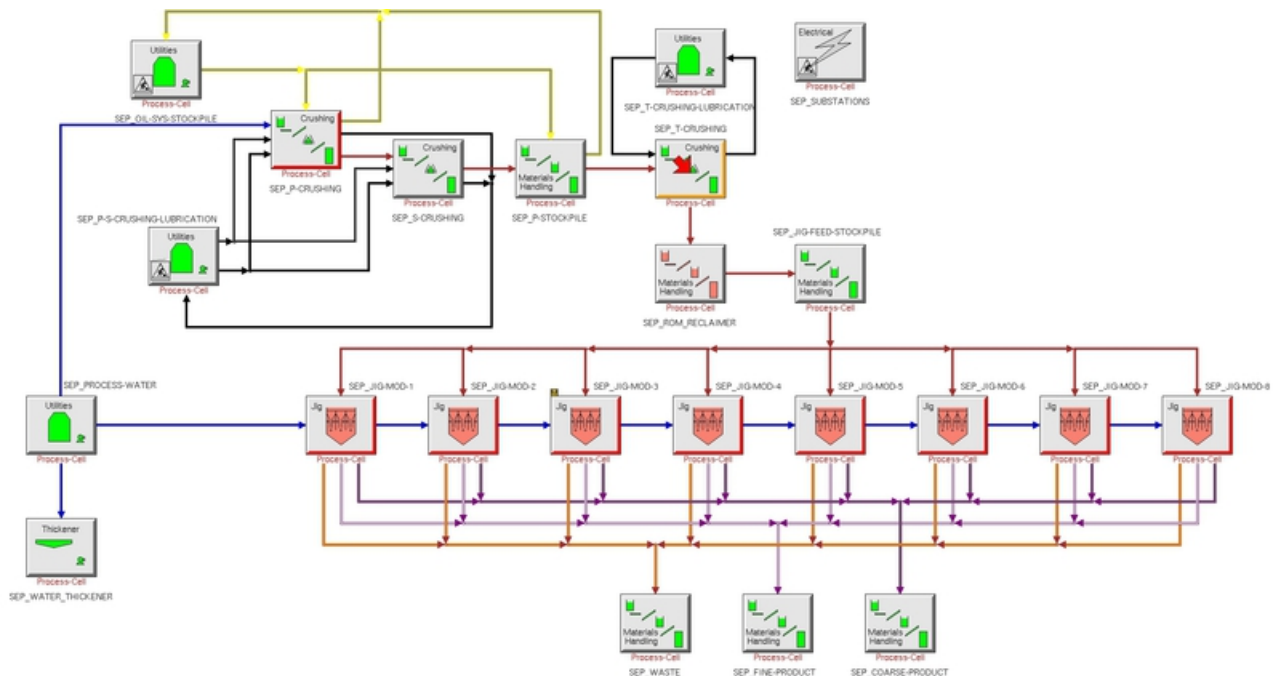 Utilities
Process-Cell
SEP_OIL-SYS-STOCKPILE
Utilities
Process-Cell
SEP_T-CRUSHING-LUBRICATION
Electrical
Process-Cell
SEP_SUBSTATIONS
Crushing
Process-Cell
SEP_P-CRUSHING
Crushing
Process-Cell
SEP_S-CRUSHING
Materials
Handling
Process-Cell
SEP_P-STOCKPILE
SEP_T-CRUSHING
Crushing
Process-Cell
SEP_P-S-CRUSHING-LUBRICATION
Utilities
Process-Cell
Materials
Handling
Process-Cell
SEP_ROM_RECLAIMER
SEP_JIG-FEED-STOCKPILE
Materials
Handling
Process-Cell
SEP_PROCESS-WATER
Utilities
Process-Cell
SEP_JIG-MOD-1
Jig
Process-Cell
SEP_JIG-MOD-2
Jig
Process-Cell
SEP_JIG-MOD-3
Jig
Process-Cell
SEP_JIG-MOD-4
Jig
Process-Cell
SEP_JIG-MOD-5
Jig
Process-Cell
SEP_JIG-MOD-6
Jig
Process-Cell
SEP_JIG-MOD-7
Jig
Process-Cell
SEP_JIG-MOD-8
Jig
Process-Cell
Thickener
Process-Cell
SEP_WATER_THICKENER
Materials
Handling
Process-Cell
SEP_WASTE
Materials
Handling
Process-Cell
SEP_FINE-PRODUCT
Materials
Handling
Process-Cell
SEP_COARSE-PRODUCT